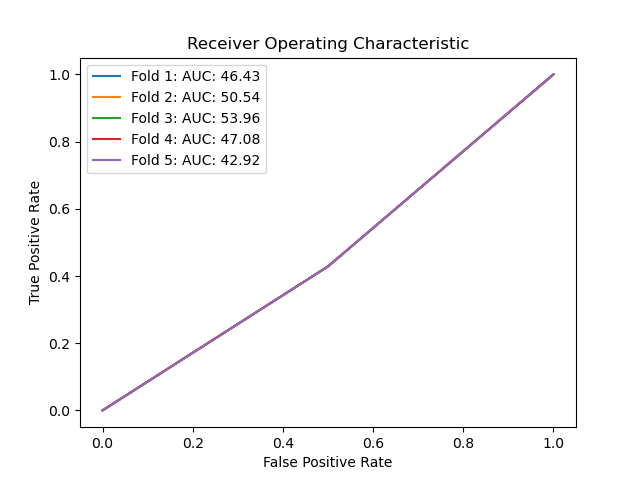 Receiver Operating Characteristic
Fold 1: AUC: 46.43
Fold 2: AUC: 50.54
Fold 3: AUC: 53.96
Fold 4: AUC: 47.08
Fold 5: AUC: 42.92
True Positive Rate
1.0
0.8
0.6
0.4
0.2
0.0
0.0 0.2 0.4 0.6 0.8 1.0
False Positive Rate